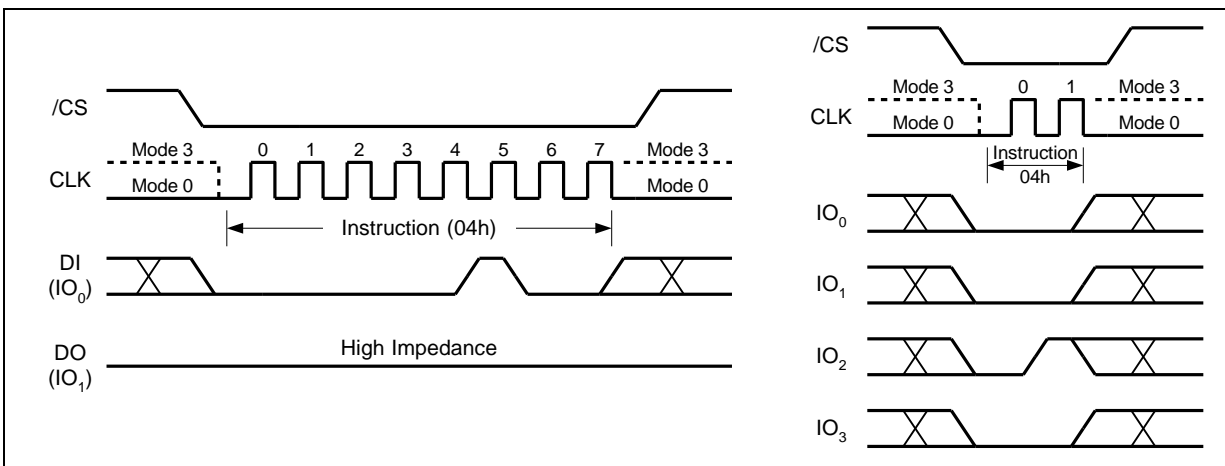 /CS
Mode 3 0 1 2 3 4 5 6 7 Mode 3
CLK Mode 0 Mode 0
Instruction (04h)
DI
(IO0)
DO High Impedance
(IO1)
/CS
Mode 3 0 1 Mode 3
CLK Mode 0 Mode 0
Instruction
04h
IO0
IO1
IO2
IO3